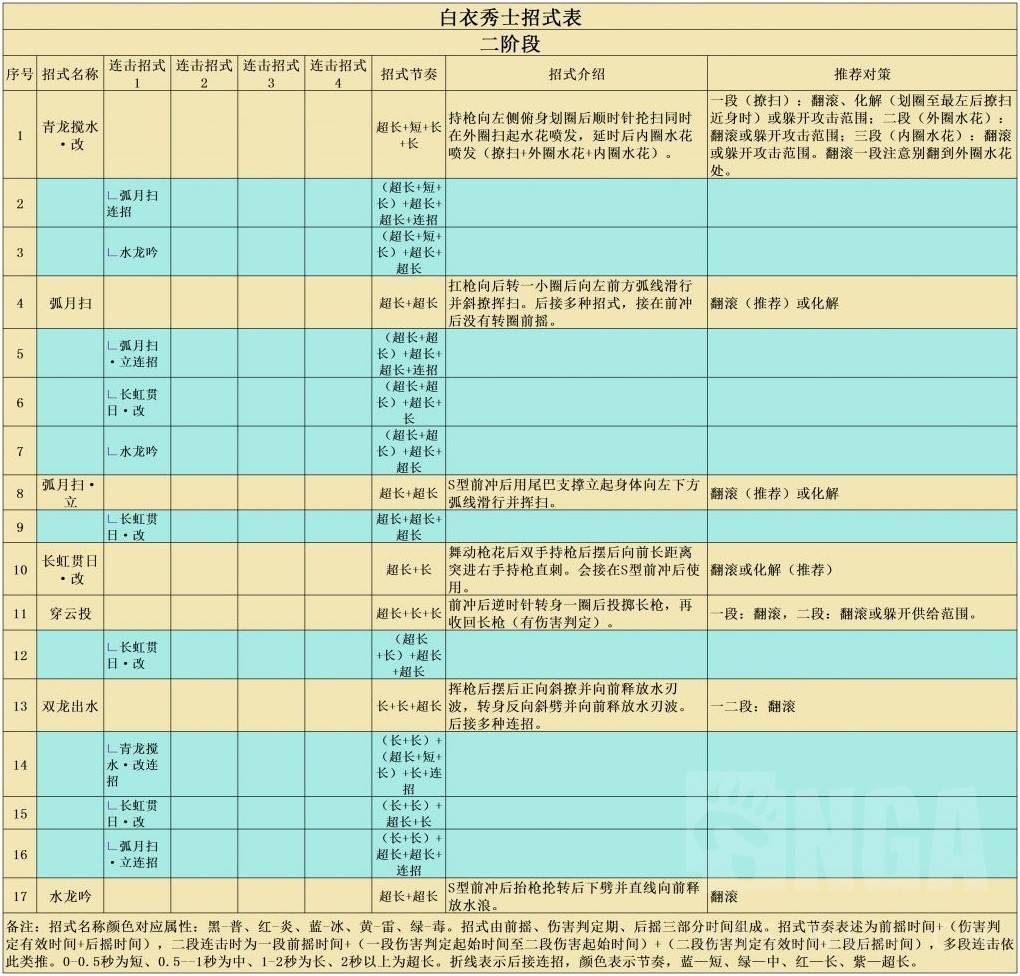 白衣秀士招式表
二阶段
序号 招式名称 连击招式1 连击招式2 连击招式3 连击招式4 招式节奏 招式介绍 推荐对策
1 青龙搅水·改 超长+短+长+长 持枪向左侧俯身划圈后顺时针抡扫同时在外圈扫起水花喷发，延时后内圈水花喷发（撩扫+外圈水花+内圈水花）。 一段（撩扫）：翻滚、化解（划圈至最左后撩扫近身时）或躲开攻击范围；二段（外圈水花）：翻滚或躲开攻击范围；三段（内圈水花）：翻滚或躲开攻击范围。翻滚一段注意别翻到外圈水花处。
2 ∟弧月扫连招 （超长+短+长）+超长+超长+连招
3 ∟水龙吟 （超长+短+长）+超长+超长
4 弧月扫 超长+超长 扛枪向后转一小圈后向左前方弧线滑行并斜撩挥扫。后接多种招式，接在前冲后没有转圈前摇。 翻滚（推荐）或化解
5 ∟弧月扫·立连招 （超长+超长）+超长+超长+连招
6 ∟长虹贯日·改 （超长+超长）+超长+长
7 ∟水龙吟 （超长+超长）+超长+超长
8 弧月扫·立 超长+超长 S型前冲后用尾巴支撑立起身体向左下方弧线滑行并挥扫。 翻滚（推荐）或化解
9 ∟长虹贯日·改 超长+超长+超长
10 长虹贯日·改 超长+长 舞动枪花后双手持枪后摆后向前长距离突进右手持枪直刺。会接在S型前冲后使用。 翻滚或化解（推荐）
11 穿云投 超长+长+长 前冲后逆时针转身一圈后投掷长枪，再收回长枪（有伤害判定）。 一段：翻滚，二段：翻滚或躲开供给范围。
12 ∟长虹贯日·改 （超长+长）+超长+超长
13 双龙出水 长+长+超长 挥枪后摆后正向斜撩并向前释放水刃波，转身反向斜劈并向前释放水刃波。后接多种连招。 一二段：翻滚
14 ∟青龙搅水·改连招 （长+长）+（超长+短+长）+长+连招
15 ∟长虹贯日·改 （长+长）+超长+长
16 ∟弧月扫·立连招 （长+长）+超长+超长+连招
17 水龙吟 超长+超长 S型前冲后抬枪抡转后下劈并直线向前释放水浪。 翻滚
备注：招式名称颜色对应属性：黑-普、红-炎、蓝-冰、黄-雷、绿-毒。招式由前摇、伤害判定期、后摇三部分时间组成。招式节奏表述为前摇时间+（伤害判定有效时间+后摇时间），二段连击时为一段前摇时间+（一段伤害判定起始时间至二段伤害起始时间）+（二段伤害判定有效时间+二段后摇时间），多段连击依此类推。0-0.5秒为短、0.5--1秒为中、1-2秒为长、2秒以上为超长。折线表示后接连招，颜色表示节奏，蓝—短、绿—中、红—长、紫—超长。
NGA